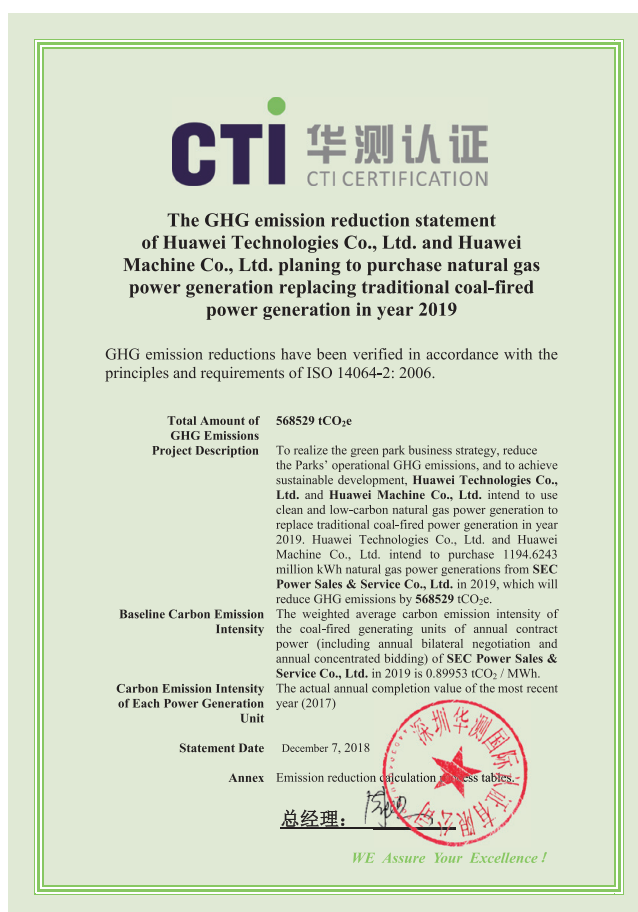 CTI 华测认证
CTI CERTIFICATION
The GHG emission reduction statement
of Huawei Technologies Co., Ltd. and Huawei
Machine Co., Ltd. planing to purchase natural gas
power generation replacing traditional coal-fired
power generation in year 2019
GHG emission reductions have been verified in accordance with the
principles and requirements of ISO 14064-2: 2006.
Total Amount of 568529 tCO₂e
GHG Emissions
Project Description To realize the green park business strategy, reduce
the Parks' operational GHG emissions, and to achieve
sustainable development, Huawei Technologies Co.,
Ltd. and Huawei Machine Co., Ltd. intend to use
clean and low-carbon natural gas power generation to
replace traditional coal-fired power generation in year
2019. Huawei Technologies Co., Ltd. and Huawei
Machine Co., Ltd. intend to purchase 1194.6243
million kWh natural gas power generations from SEC
Power Sales & Service Co., Ltd. in 2019, which will
reduce GHG emissions by 568529 tCO₂e.
Baseline Carbon Emission The weighted average carbon emission intensity of
Intensity the coal-fired generating units of annual contract
power (including annual bilateral negotiation and
annual concentrated bidding) of SEC Power Sales &
Service Co., Ltd. in 2019 is 0.89953 tCO₂ / MWh.
Carbon Emission Intensity The actual annual completion value of the most recent
of Each Power Generation year (2017)
Unit
Statement Date December 7, 2018
Annex Emission reduction calculation process tables.
总经理：
深圳华测国际认证有限公司
WE Assure Your Excellence !